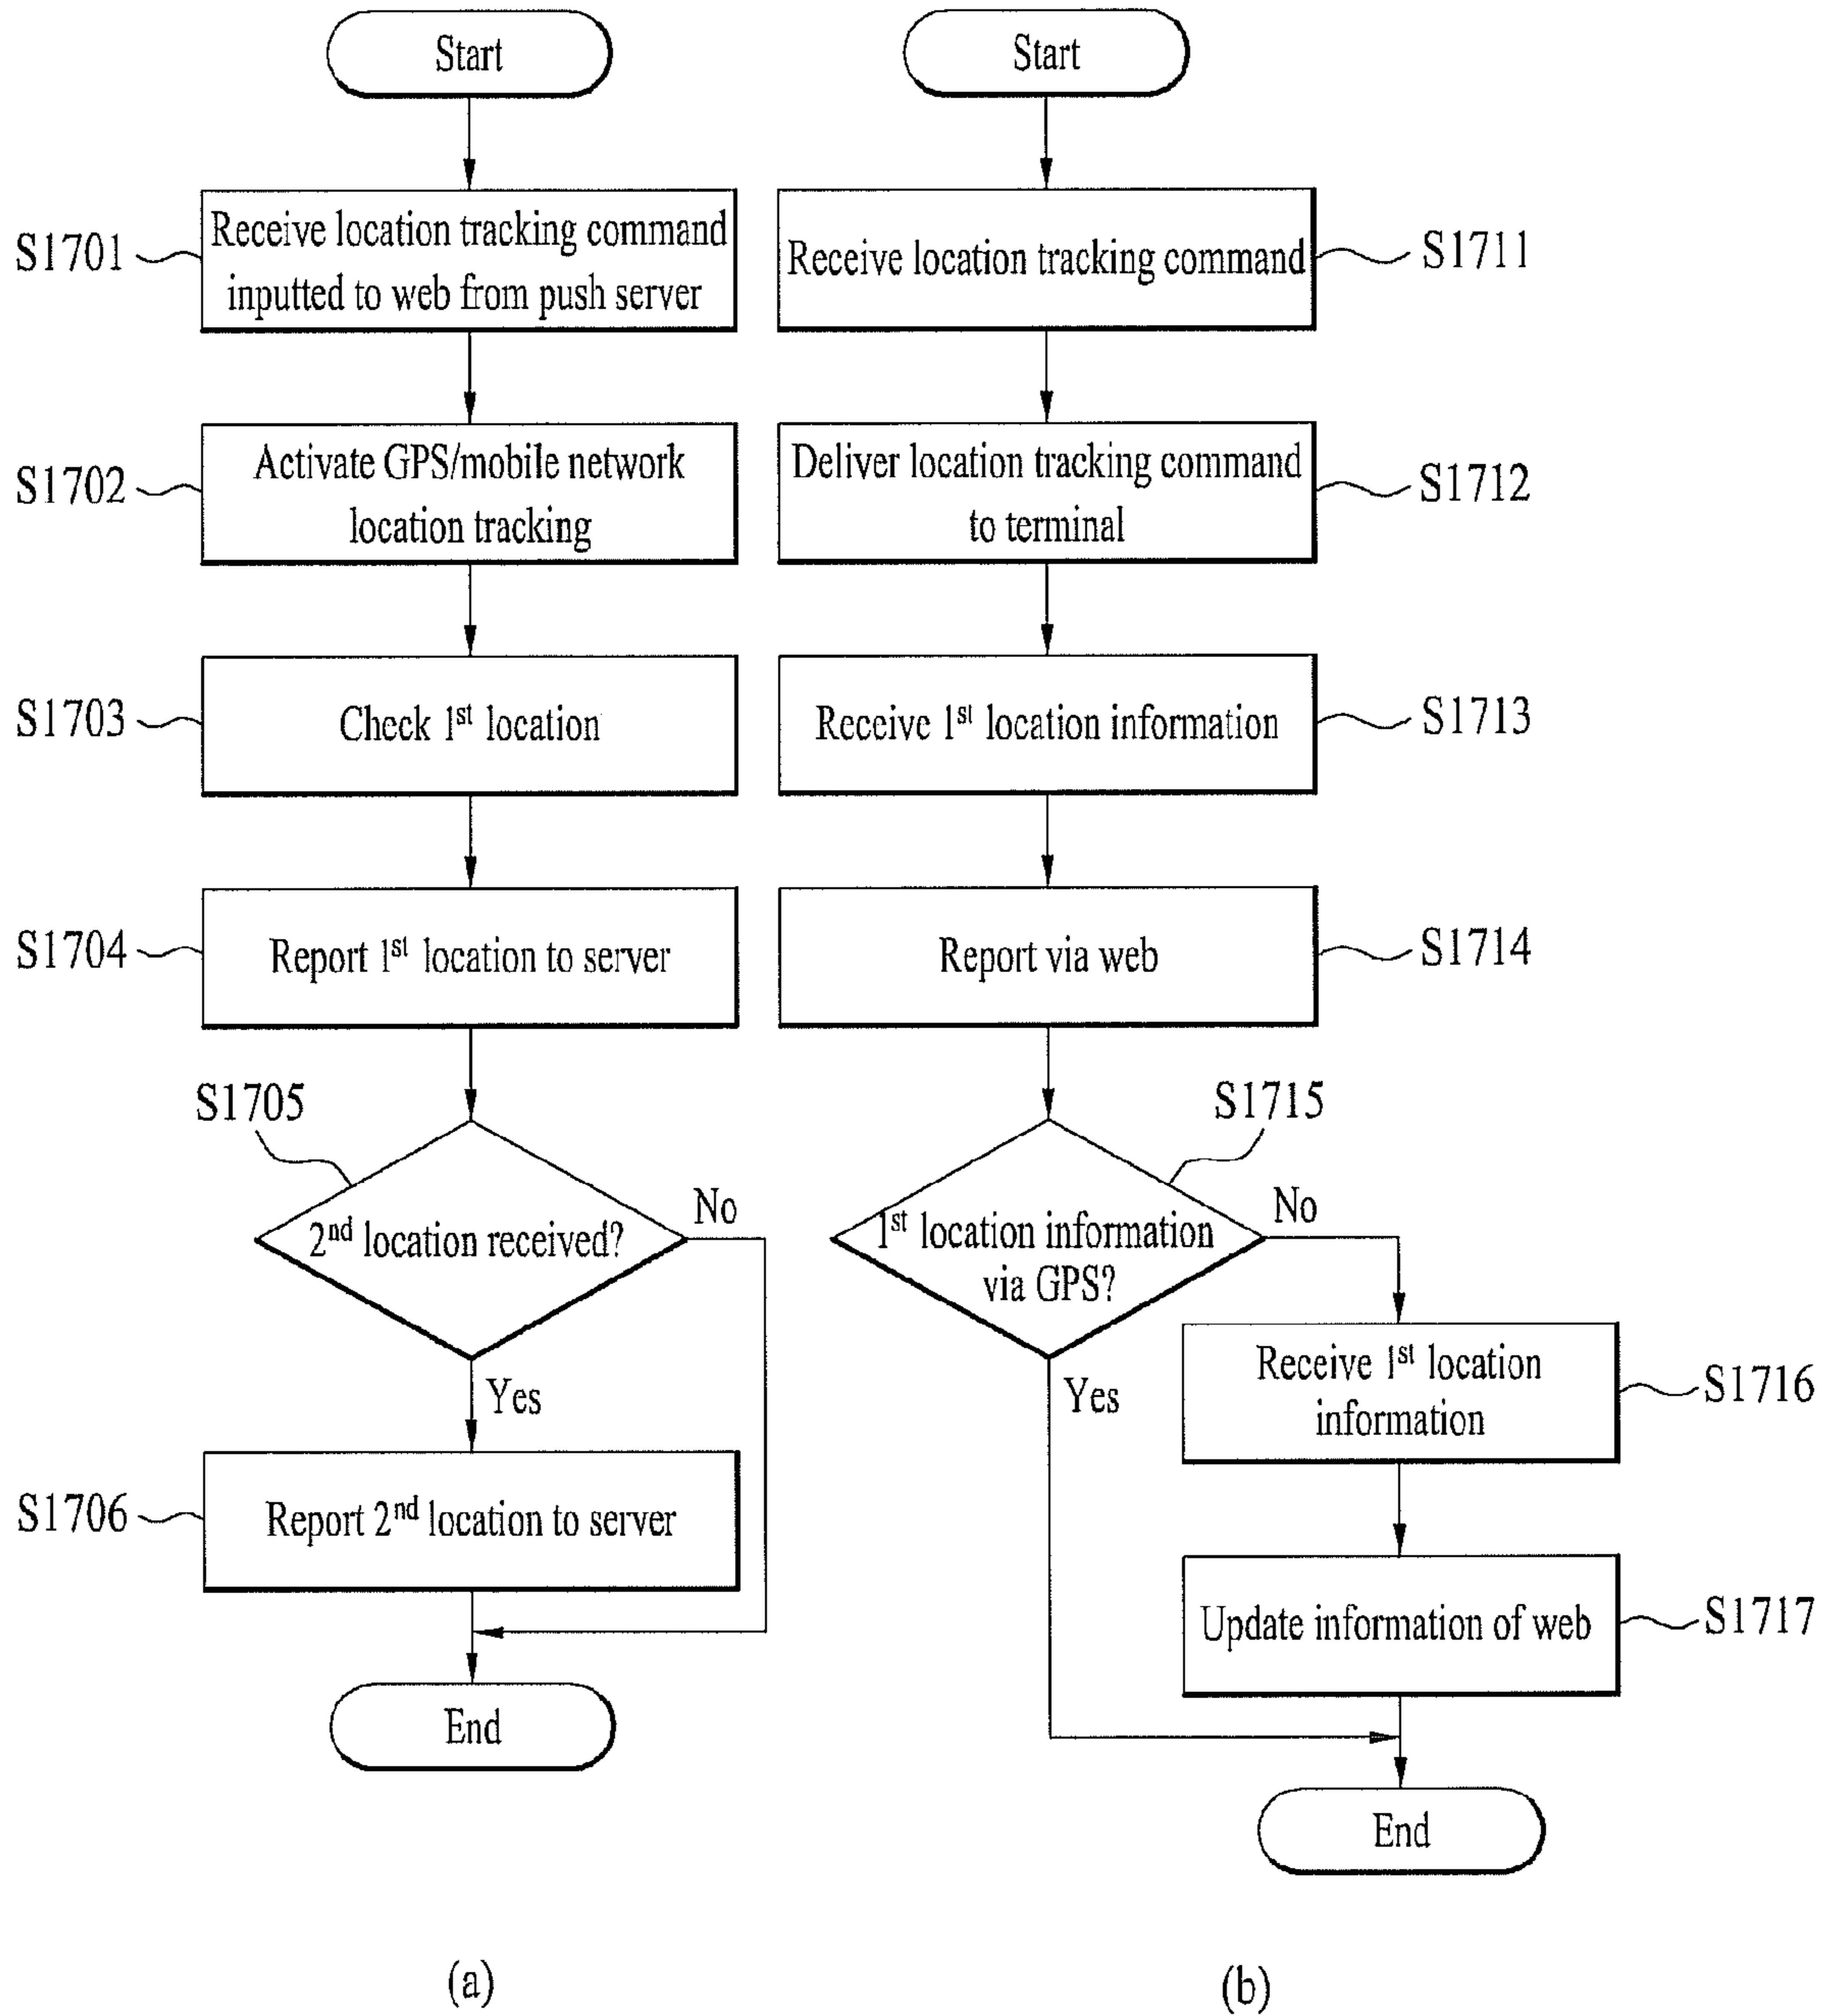 Start
S1701
Receive location tracking command
inputted to web from push server
S1702
Activate GPS/mobile network
location tracking
S1703
Check 1st location
S1704
Report 1st location to server
S1705
2nd location received?
No
Yes
S1706
Report 2nd location to server
End
(a)
Start
Receive location tracking command
S1711
Deliver location tracking command
to terminal
S1712
Receive 1st location information
S1713
Report via web
S1714
S1715
1st location information
via GPS?
No
Yes
Receive 1st location
information
S1716
Update information of web
S1717
End
(b)